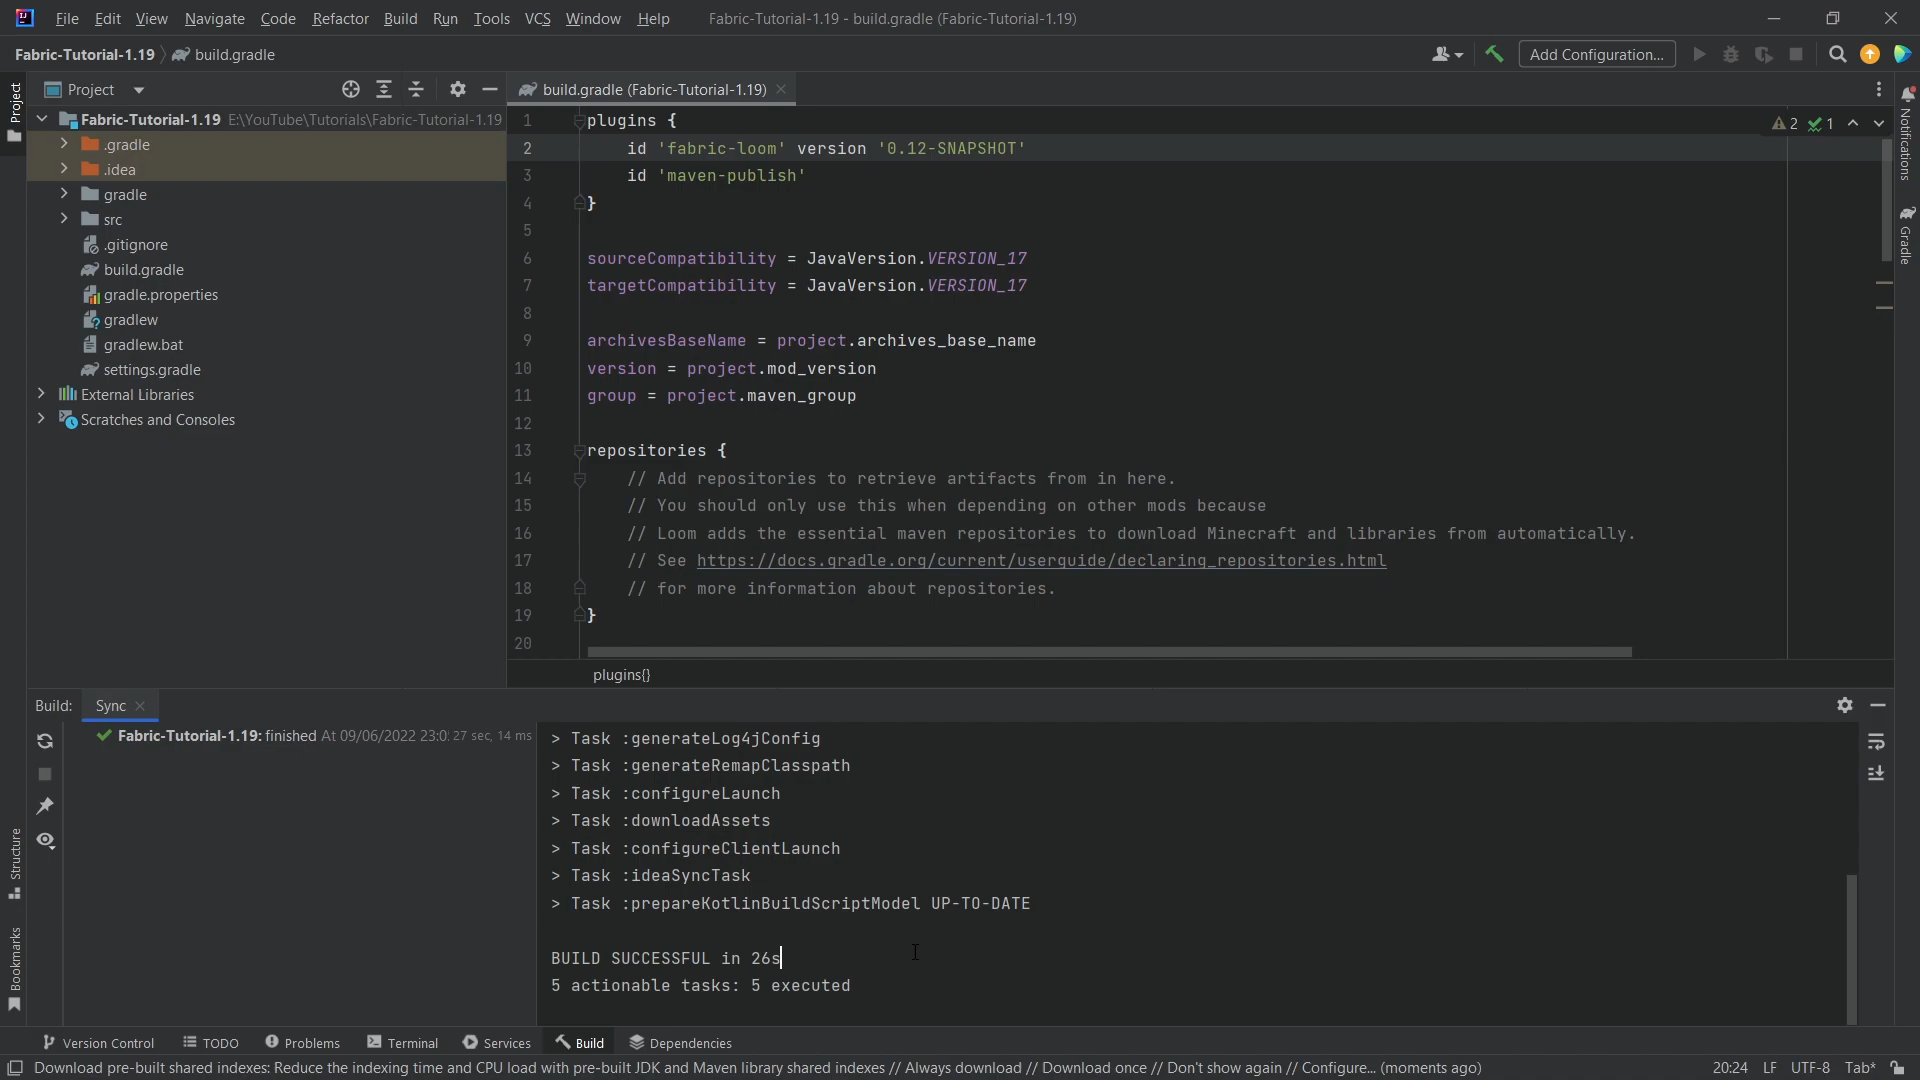 File Edit View Navigate Code Refactor Build Run Tools VCS Window Help Fabric-Tutorial-1.19 - build.gradle (Fabric-Tutorial-1.19)
Fabric-Tutorial-1.19 build.gradle Add Configuration...
Project
Project
build.gradle (Fabric-Tutorial-1.19)
Notifications
Gradle
Fabric-Tutorial-1.19 E:\YouTube\Tutorials\Fabric-Tutorial-1.19
.gradle
.idea
gradle
src
.gitignore
build.gradle
gradle.properties
gradlew
gradlew.bat
settings.gradle
External Libraries
Scratches and Consoles
2 1
1 plugins {
2 id 'fabric-loom' version '0.12-SNAPSHOT'
3 id 'maven-publish'
4 }
5
6 sourceCompatibility = JavaVersion.VERSION_17
7 targetCompatibility = JavaVersion.VERSION_17
8
9 archivesBaseName = project.archives_base_name
10 version = project.mod_version
11 group = project.maven_group
12
13 repositories {
14 // Add repositories to retrieve artifacts from in here.
15 // You should only use this when depending on other mods because
16 // Loom adds the essential maven repositories to download Minecraft and libraries from automatically.
17 // See https://docs.gradle.org/current/userguide/declaring_repositories.html
18 // for more information about repositories.
19 }
20
plugins{}
Build: Sync
Fabric-Tutorial-1.19: finished At 09/06/2022 23:0: 27 sec, 14 ms
> Task :generateLog4jConfig
> Task :generateRemapClasspath
> Task :configureLaunch
> Task :downloadAssets
> Task :configureClientLaunch
> Task :ideaSyncTask
> Task :prepareKotlinBuildScriptModel UP-TO-DATE
BUILD SUCCESSFUL in 26s
5 actionable tasks: 5 executed
Structure
Bookmarks
Version Control TODO Problems Terminal Services Build Dependencies
Download pre-built shared indexes: Reduce the indexing time and CPU load with pre-built JDK and Maven library shared indexes // Always download // Download once // Don't show again // Configure... (moments ago) 20:24 LF UTF-8 Tab*